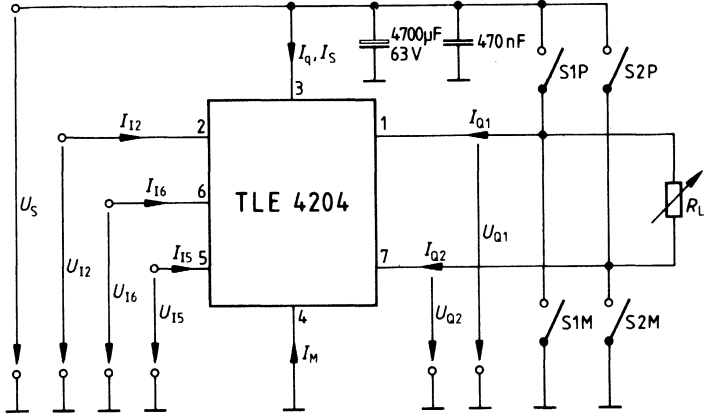 4700µF
63V
470nF
I_q, I_S
S1P
S2P
3
I_I2
2
1
I_Q1
I_I6
6
TLE 4204
R_L
U_S
U_Q1
I_I5
5
7
I_Q2
U_I2
U_I6
U_I5
4
U_Q2
S1M
S2M
I_M